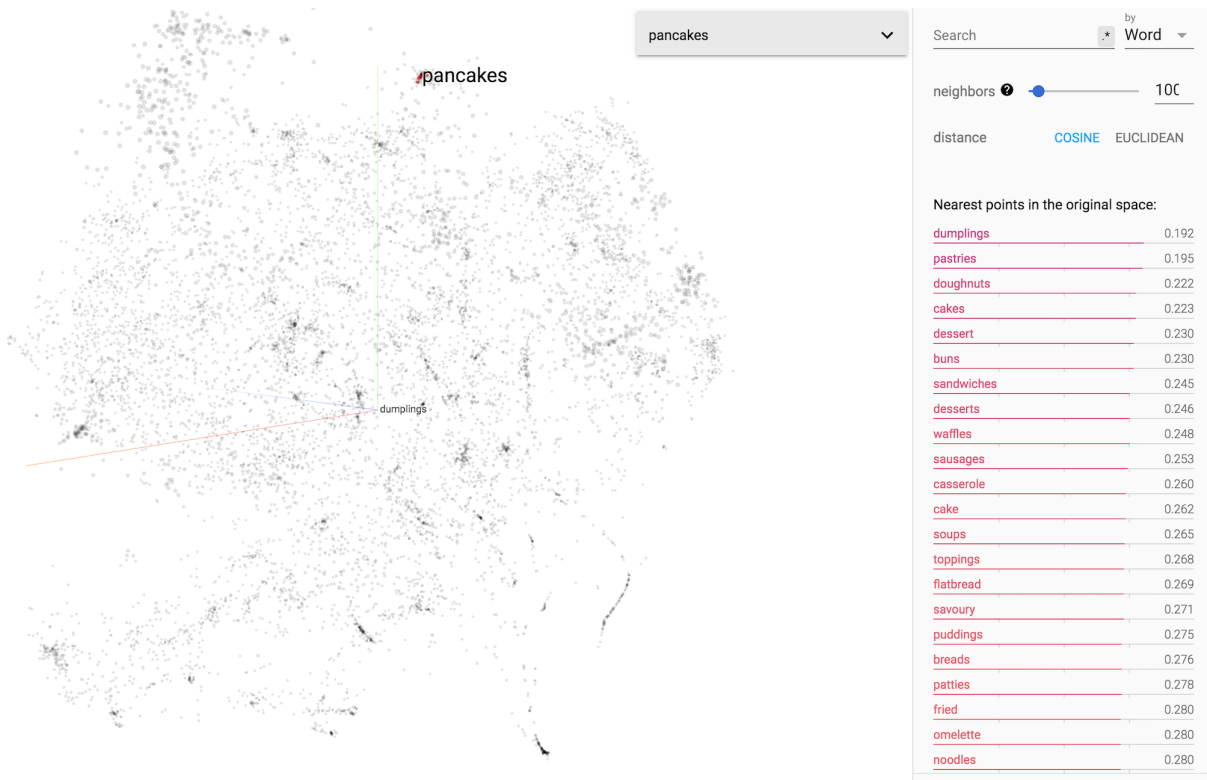 pancakes
pancakes
dumplings
by
Search .* Word
neighbors ? 100
distance COSINE EUCLIDEAN
Nearest points in the original space:
dumplings 0.192
pastries 0.195
doughnuts 0.222
cakes 0.223
dessert 0.230
buns 0.230
sandwiches 0.245
desserts 0.246
waffles 0.248
sausages 0.253
casserole 0.260
cake 0.262
soups 0.265
toppings 0.268
flatbread 0.269
savoury 0.271
puddings 0.275
breads 0.276
patties 0.278
fried 0.280
omelette 0.280
noodles 0.280